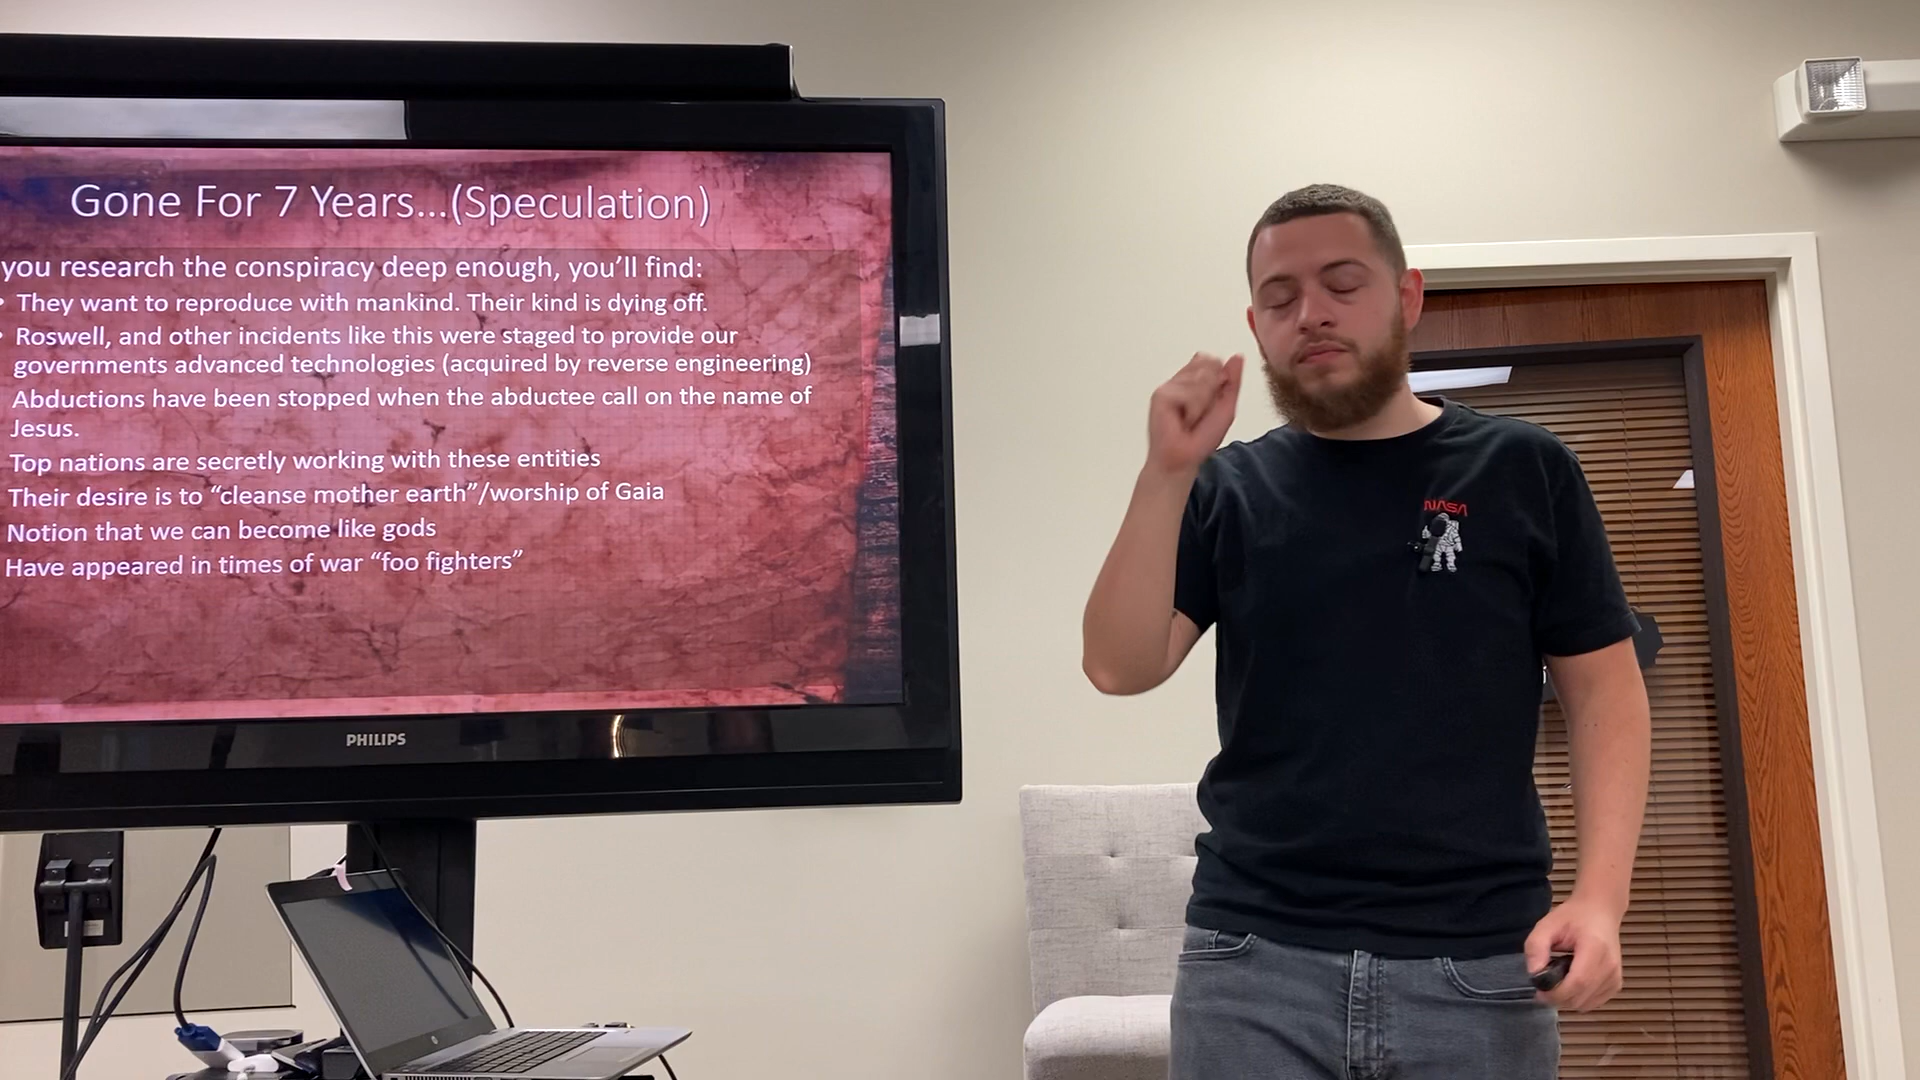 Gone For 7 Years...(Speculation)
you research the conspiracy deep enough, you’ll find:
• They want to reproduce with mankind. Their kind is dying off.
• Roswell, and other incidents like this were staged to provide our
governments advanced technologies (acquired by reverse engineering)
Abductions have been stopped when the abductee call on the name of
Jesus.
Top nations are secretly working with these entities
Their desire is to “cleanse mother earth”/worship of Gaia
Notion that we can become like gods
Have appeared in times of war “foo fighters”
PHILIPS
NASA